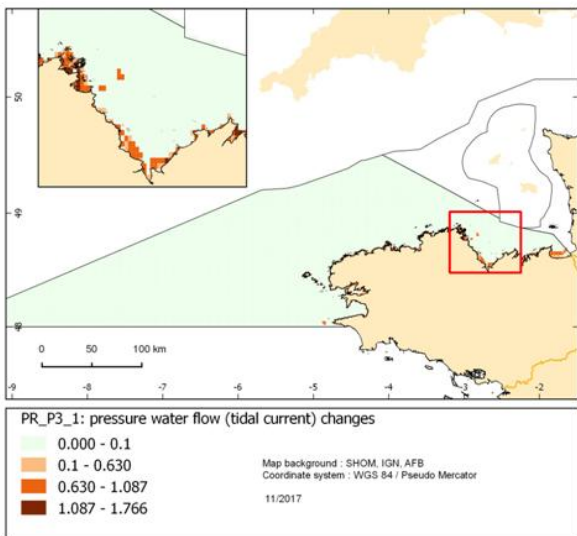 50
49
48
0 50 100 km
-9 -8 -7 -6 -5 -4 -3 -2
PR_P3_1: pressure water flow (tidal current) changes
0.000 - 0.1
0.1 - 0.630
0.630 - 1.087
1.087 - 1.766
Map background : SHOM, IGN, AFB
Coordinate system : WGS 84 / Pseudo Mercator
11/2017